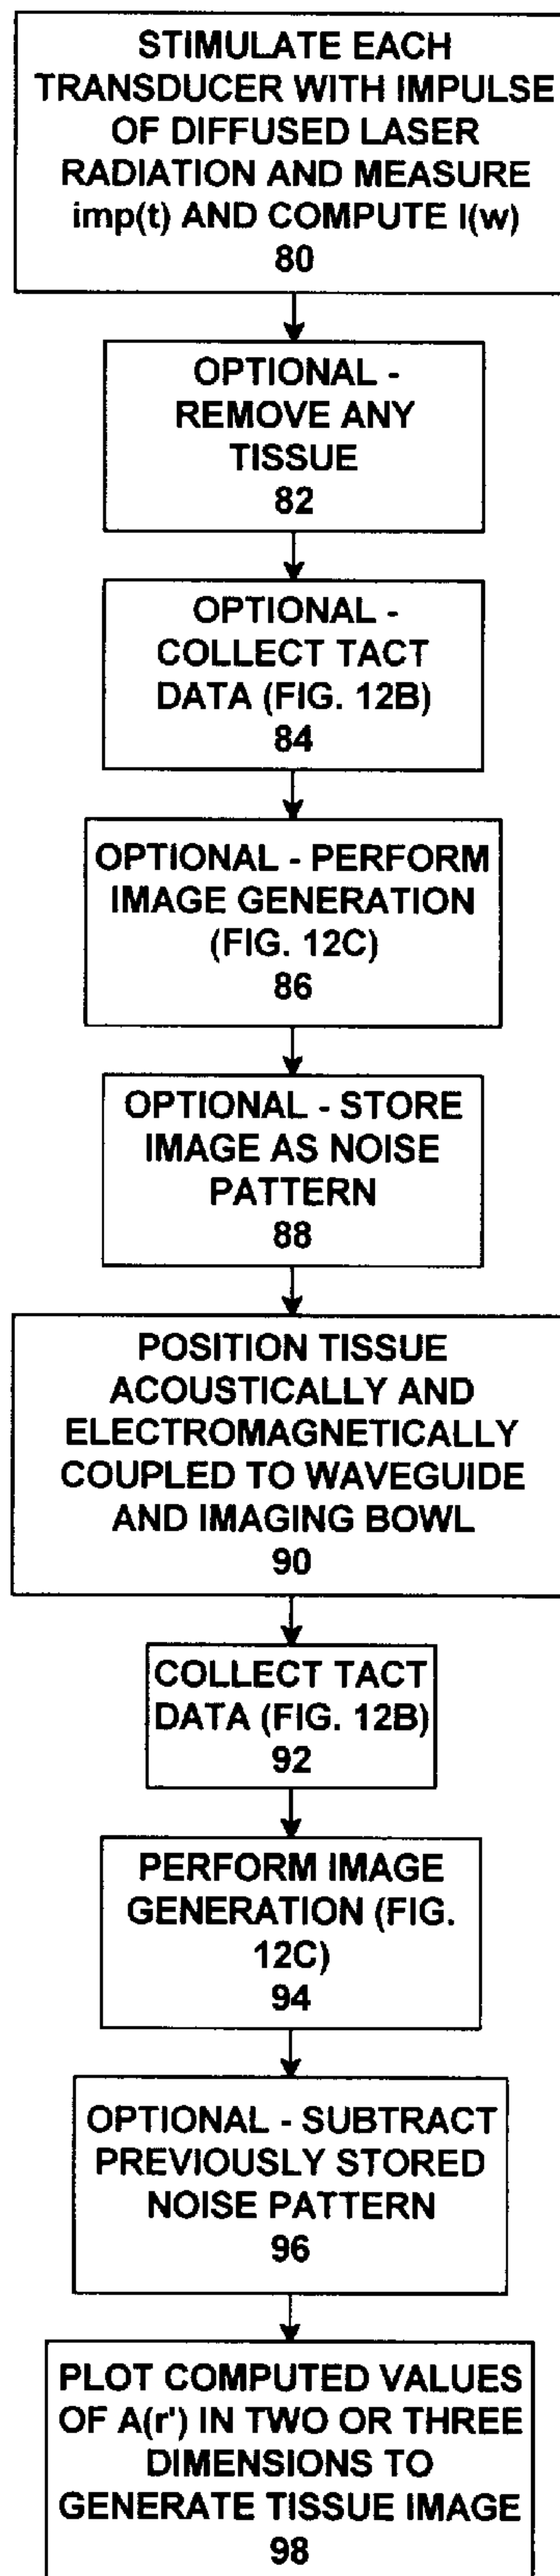 STIMULATE EACH
TRANSDUCER WITH IMPULSE
OF DIFFUSED LASER
RADIATION AND MEASURE
imp(t) AND COMPUTE I(w)
80
OPTIONAL -
REMOVE ANY
TISSUE
82
OPTIONAL -
COLLECT TACT
DATA (FIG. 12B)
84
OPTIONAL - PERFORM
IMAGE GENERATION
(FIG. 12C)
86
OPTIONAL - STORE
IMAGE AS NOISE
PATTERN
88
POSITION TISSUE
ACOUSTICALLY AND
ELECTROMAGNETICALLY
COUPLED TO WAVEGUIDE
AND IMAGING BOWL
90
COLLECT TACT
DATA (FIG. 12B)
92
PERFORM IMAGE
GENERATION (FIG.
12C)
94
OPTIONAL - SUBTRACT
PREVIOUSLY STORED
NOISE PATTERN
96
PLOT COMPUTED VALUES
OF A(r') IN TWO OR THREE
DIMENSIONS TO
GENERATE TISSUE IMAGE
98